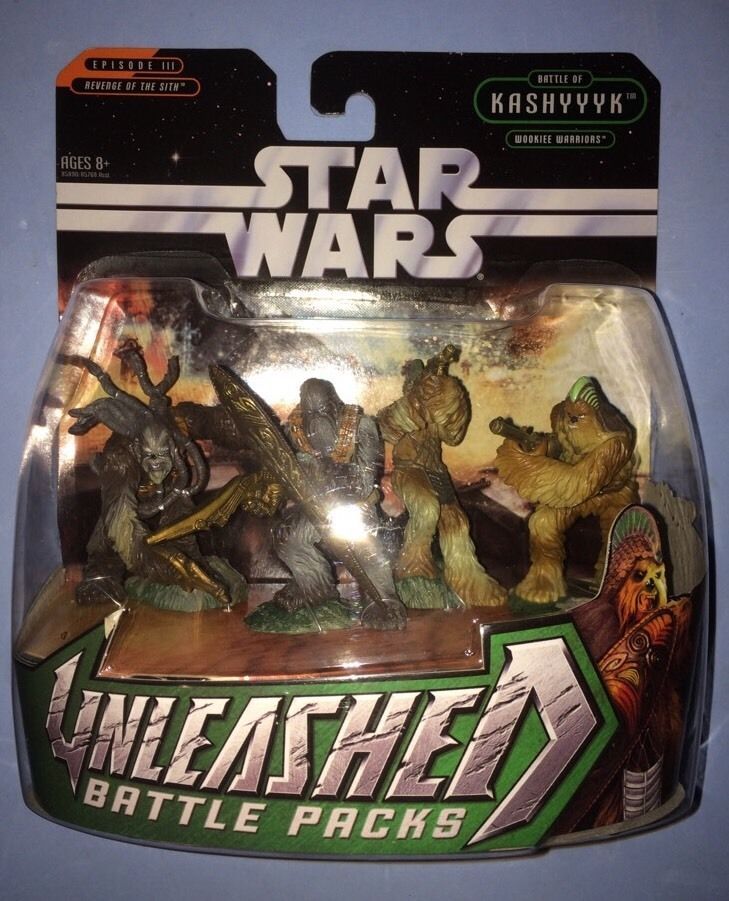 EPISODE III
REVENGE OF THE SITH™
BATTLE OF
KASHYYYK™
WOOKIEE WARRIORS™
AGES 8+
STAR
WARS®
UNLEASHED
BATTLE PACKS